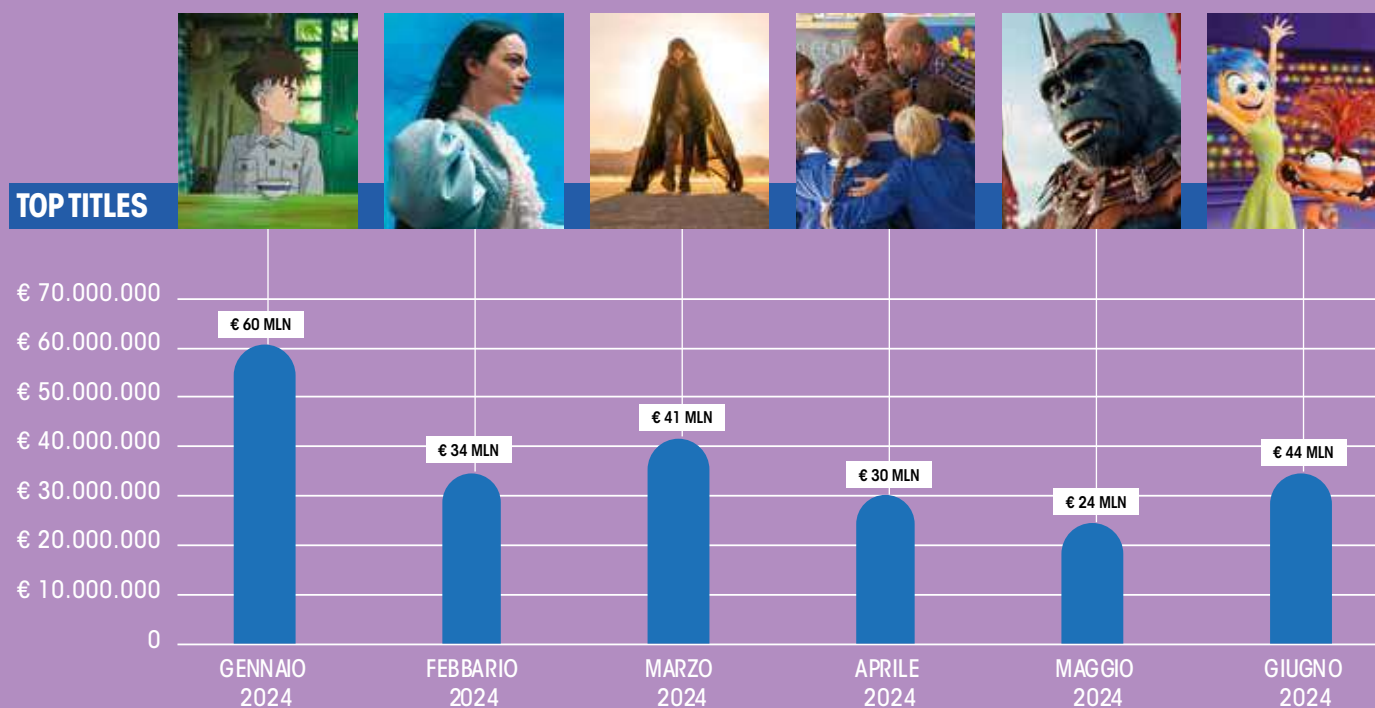 TOP TITLES
€ 70.000.000
€ 60.000.000
€ 50.000.000
€ 40.000.000
€ 30.000.000
€ 20.000.000
€ 10.000.000
0
€ 60 MLN
€ 34 MLN
€ 41 MLN
€ 30 MLN
€ 24 MLN
€ 44 MLN
GENNAIO
2024
FEBBARIO
2024
MARZO
2024
APRILE
2024
MAGGIO
2024
GIUGNO
2024